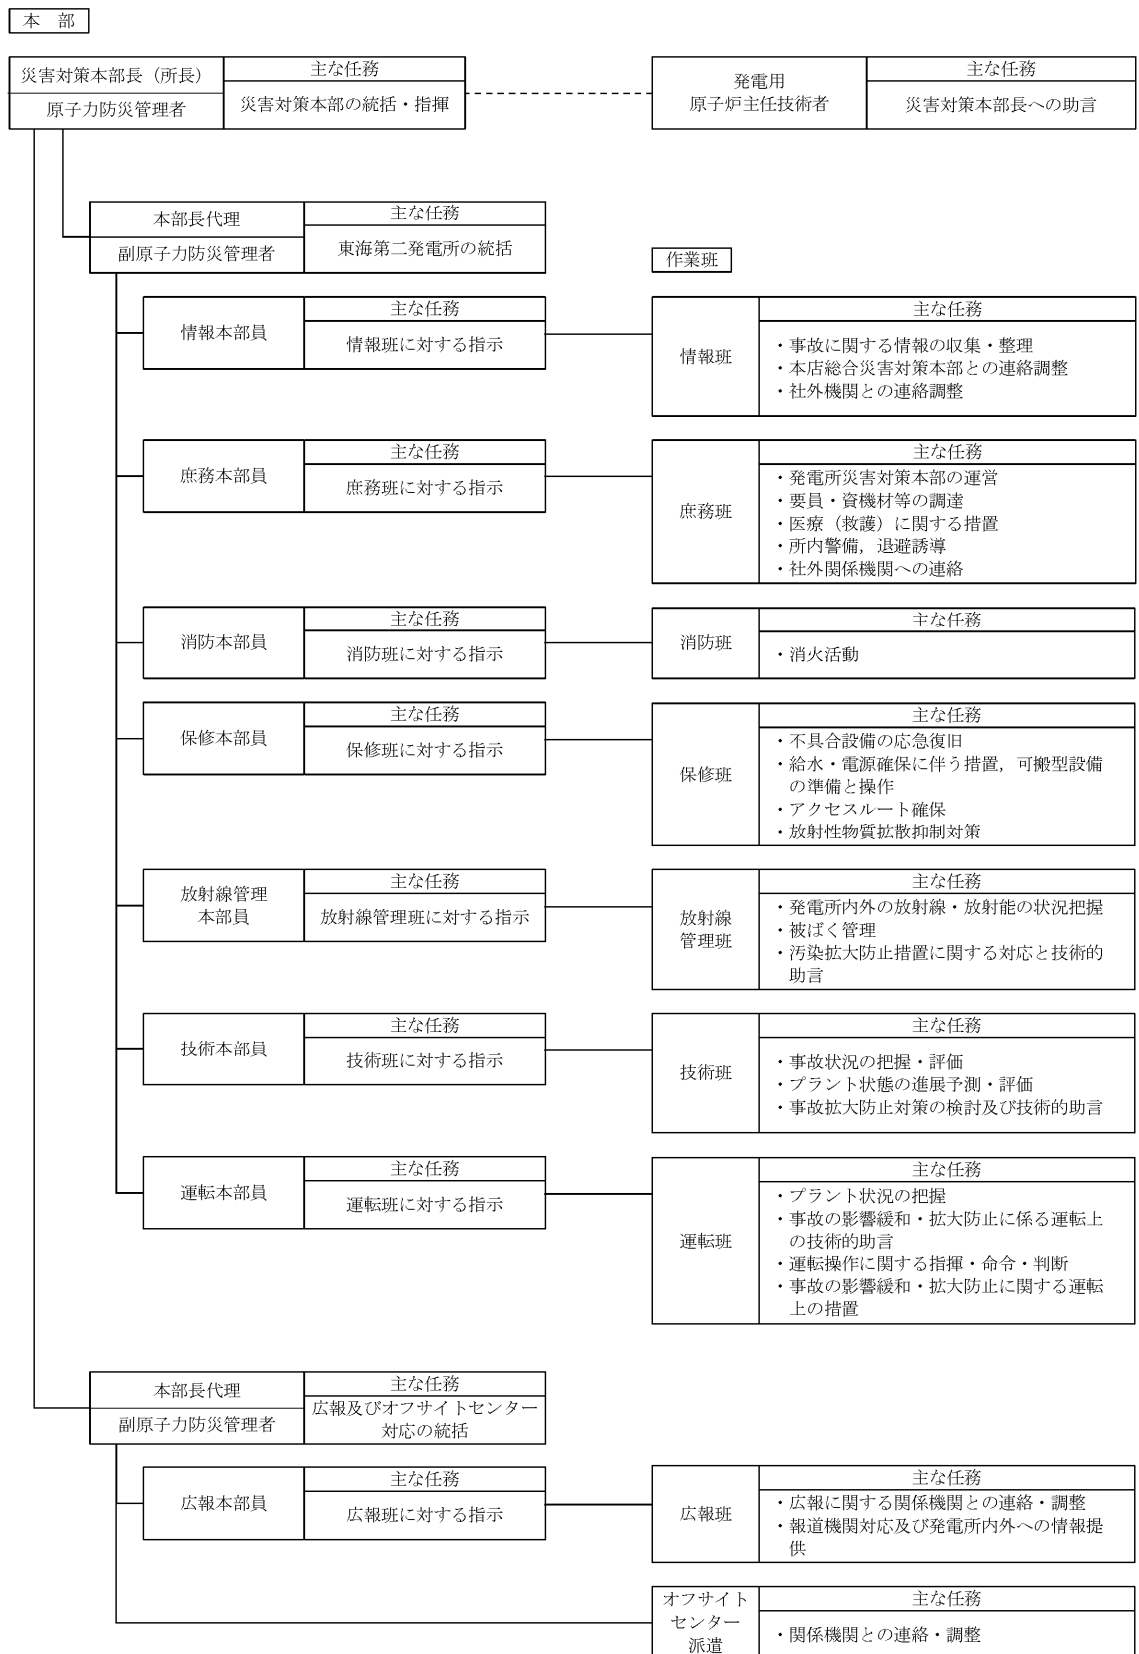 本　部
災害対策本部長（所長）
原子力防災管理者
主な任務
災害対策本部の統括・指揮
発電用
原子炉主任技術者
主な任務
災害対策本部長への助言
本部長代理
副原子力防災管理者
主な任務
東海第二発電所の統括
作業班
情報本部員
主な任務
情報班に対する指示
情報班
主な任務
・事故に関する情報の収集・整理
・本店総合災害対策本部との連絡調整
・社外機関との連絡調整
庶務本部員
主な任務
庶務班に対する指示
庶務班
主な任務
・発電所災害対策本部の運営
・要員・資機材等の調達
・医療（救護）に関する措置
・所内警備，退避誘導
・社外関係機関への連絡
消防本部員
主な任務
消防班に対する指示
消防班
主な任務
・消火活動
保修本部員
主な任務
保修班に対する指示
保修班
主な任務
・不具合設備の応急復旧
・給水・電源確保に伴う措置，可搬型設備
の準備と操作
・アクセスルート確保
・放射性物質拡散抑制対策
放射線管理
本部員
主な任務
放射線管理班に対する指示
放射線
管理班
主な任務
・発電所内外の放射線・放射能の状況把握
・被ばく管理
・汚染拡大防止措置に関する対応と技術的
助言
技術本部員
主な任務
技術班に対する指示
技術班
主な任務
・事故状況の把握・評価
・プラント状態の進展予測・評価
・事故拡大防止対策の検討及び技術的助言
運転本部員
主な任務
運転班に対する指示
運転班
主な任務
・プラント状況の把握
・事故の影響緩和・拡大防止に係る運転上
の技術的助言
・運転操作に関する指揮・命令・判断
・事故の影響緩和・拡大防止に関する運転
上の措置
本部長代理
副原子力防災管理者
主な任務
広報及びオフサイトセンター
対応の統括
広報本部員
主な任務
広報班に対する指示
広報班
主な任務
・広報に関する関係機関との連絡・調整
・報道機関対応及び発電所内外への情報提
供
オフサイト
センター
派遣
主な任務
・関係機関との連絡・調整